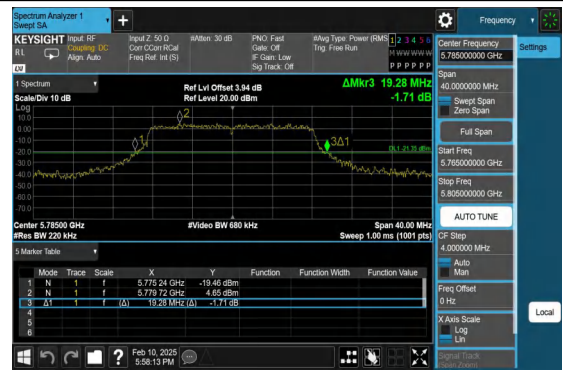 Spectrum Analyzer 1
Swept SA
Frequency
KEYSIGHT
RL
Input: RF
Coupling: DC
Align: Auto
Input Z: 50 Ω
Corr CCorr RCal
Freq Ref: Int (S)
#Atten: 30 dB
PNO: Fast
Gate: Off
IF Gain: Low
Sig Track: Off
#Avg Type: Power (RMS
Trig: Free Run
1 2 3 4 5 6
M W W W W W
P P P P P P
LW
1 Spectrum
Scale/Div 10 dB
Ref Lvl Offset 3.94 dB
Ref Level 20.00 dBm
ΔMkr3 19.28 MHz
-1.71 dB
Log
10.0
0.00
-10.0
-20.0
-30.0
-40.0
-50.0
-60.0
-70.0
1
2
3Δ1
DL1 -21.35 dBm
Center 5.78500 GHz
#Video BW 680 kHz
Span 40.00 MHz
#Res BW 220 kHz
Sweep 1.00 ms (1001 pts)
5 Marker Table
Mode Trace Scale X Y Function Function Width Function Value
1 N 1 f 5.775 24 GHz -19.46 dBm
2 N 1 f 5.779 72 GHz 4.65 dBm
3 Δ1 1 f (Δ) 19.28 MHz (Δ) -1.71 dB
4
5
6
Center Frequency
5.785000000 GHz
Settings
Span
40.0000000 MHz
Swept Span
Zero Span
Full Span
Start Freq
5.765000000 GHz
Stop Freq
5.805000000 GHz
AUTO TUNE
CF Step
4.000000 MHz
Auto
Man
Freq Offset
0 Hz
X Axis Scale
Log
Lin
Local
Signal Track
(Span Zoom)
?
Feb 10, 2025
5:58:13 PM